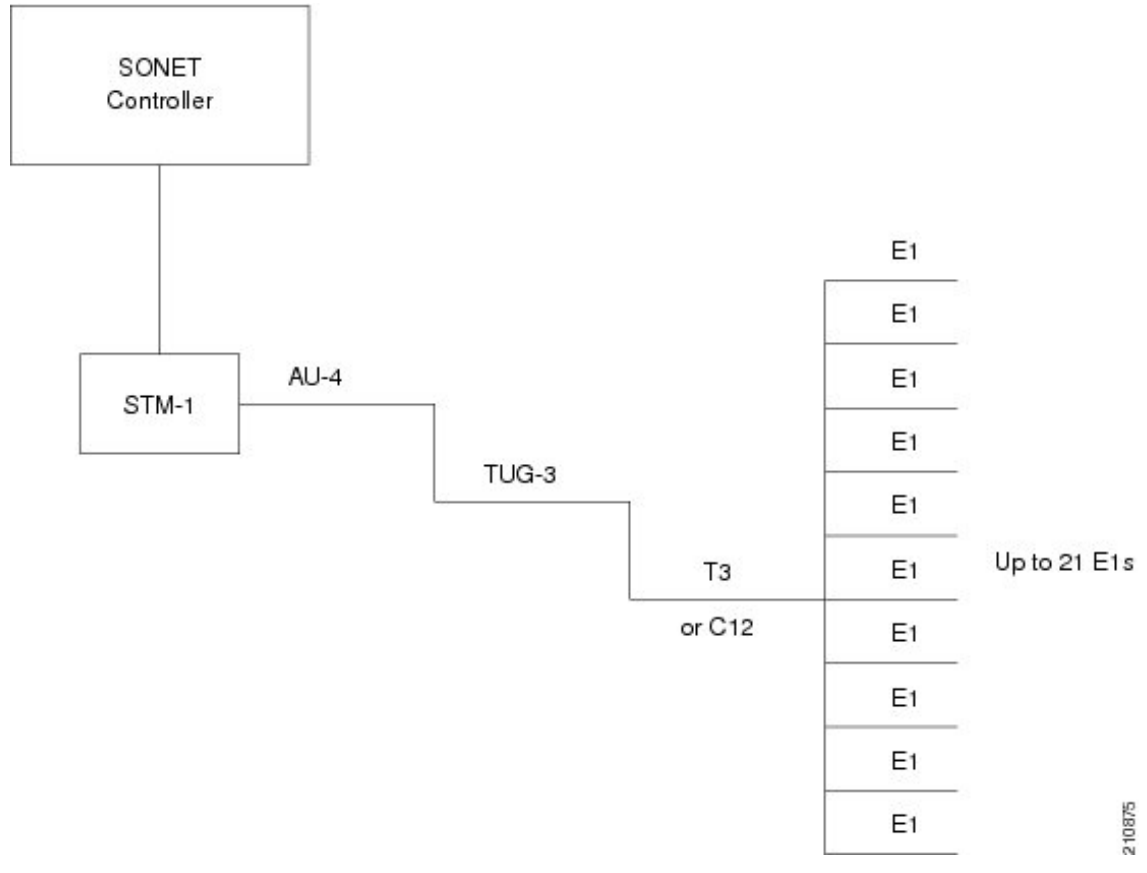 SONET
Controller
STM-1
AU-4
TUG-3
T3
or C12
E1
E1
E1
E1
E1
E1
E1
E1
E1
E1
Up to 21 E1s
210875